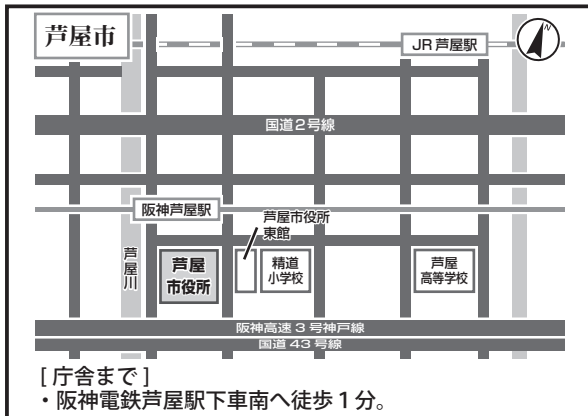 芦屋市
JR 芦屋駅
N
国道2号線
阪神芦屋駅
芦屋市役所
東館
芦屋川
芦屋
市役所
精道
小学校
芦屋
高等学校
阪神高速3号神戸線
国道43号線
[ 庁舎まで ]
・阪神電鉄芦屋駅下車南へ徒歩1分。